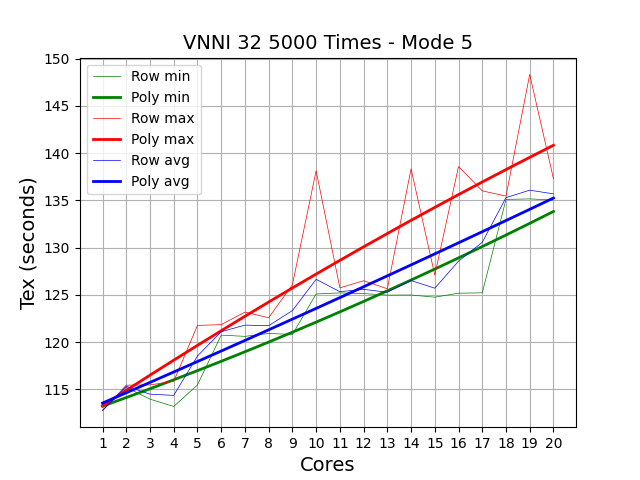 VNNI 32 5000 Times - Mode 5
Tex (seconds)
150
145
140
135
130
125
120
115
Row min
Poly min
Row max
Poly max
Row avg
Poly avg
1 2 3 4 5 6 7 8 9 10 11 12 13 14 15 16 17 18 19 20
Cores